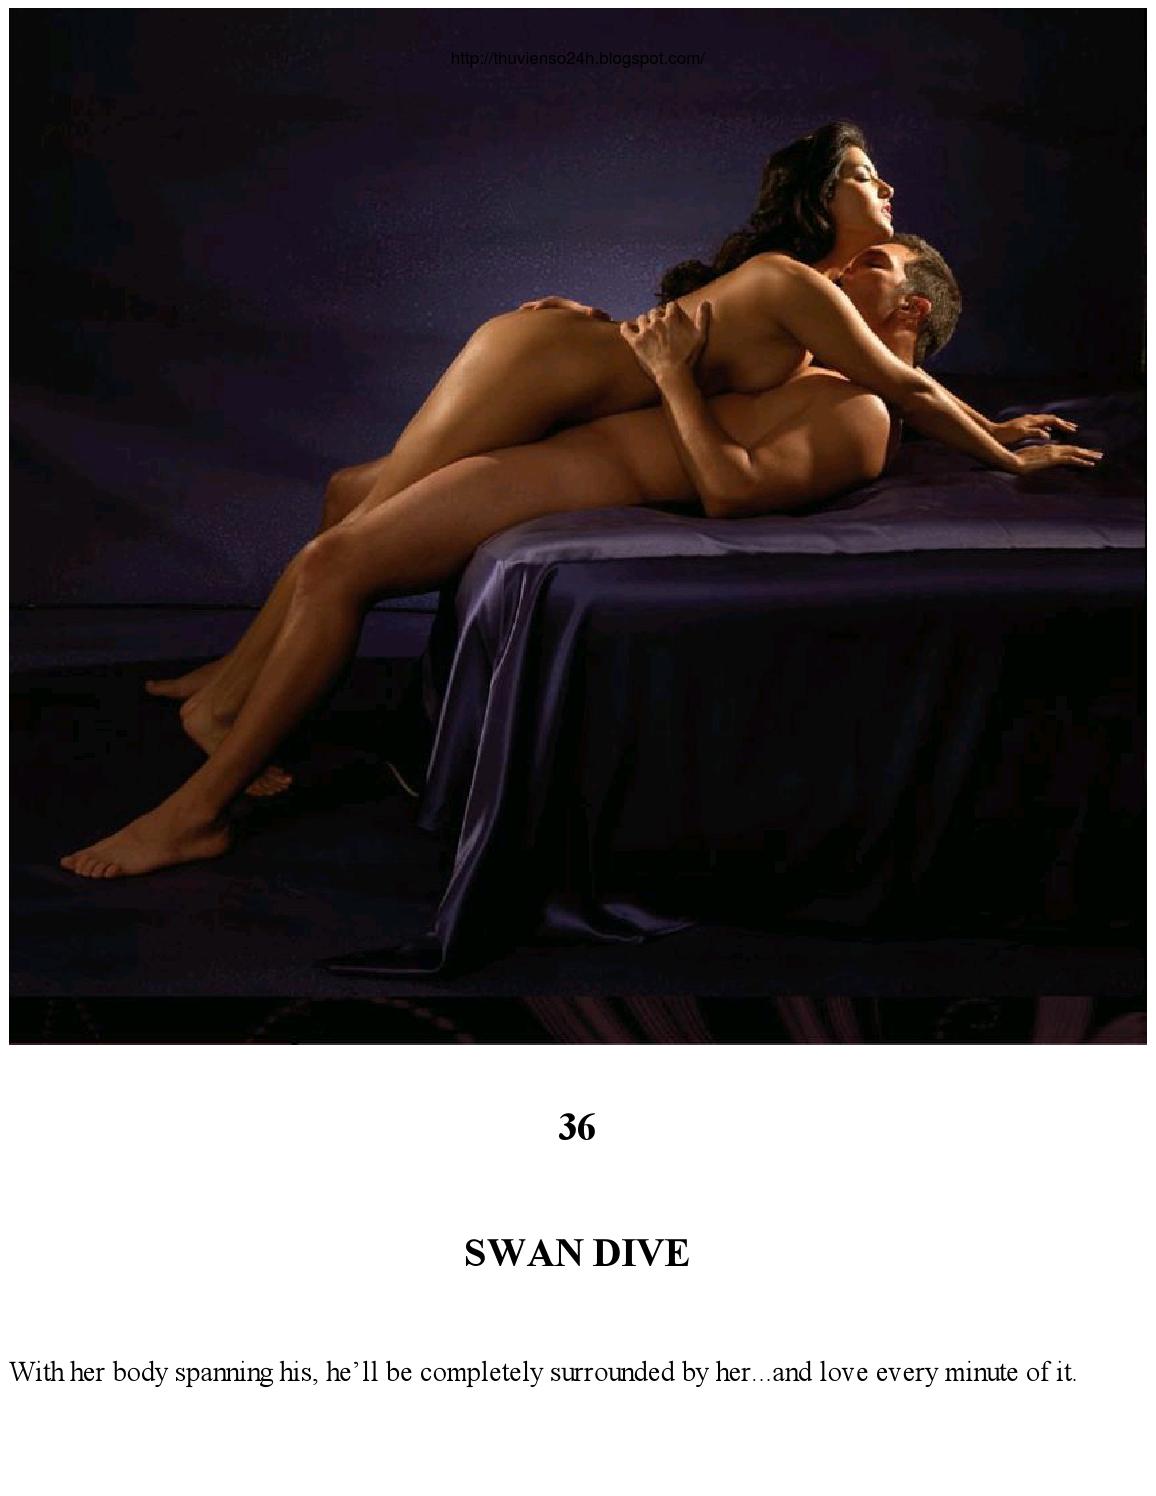 http://thuvienso24h.blogspot.com/
36
SWAN DIVE
With her body spanning his, he’ll be completely surrounded by her...and love every minute of it.